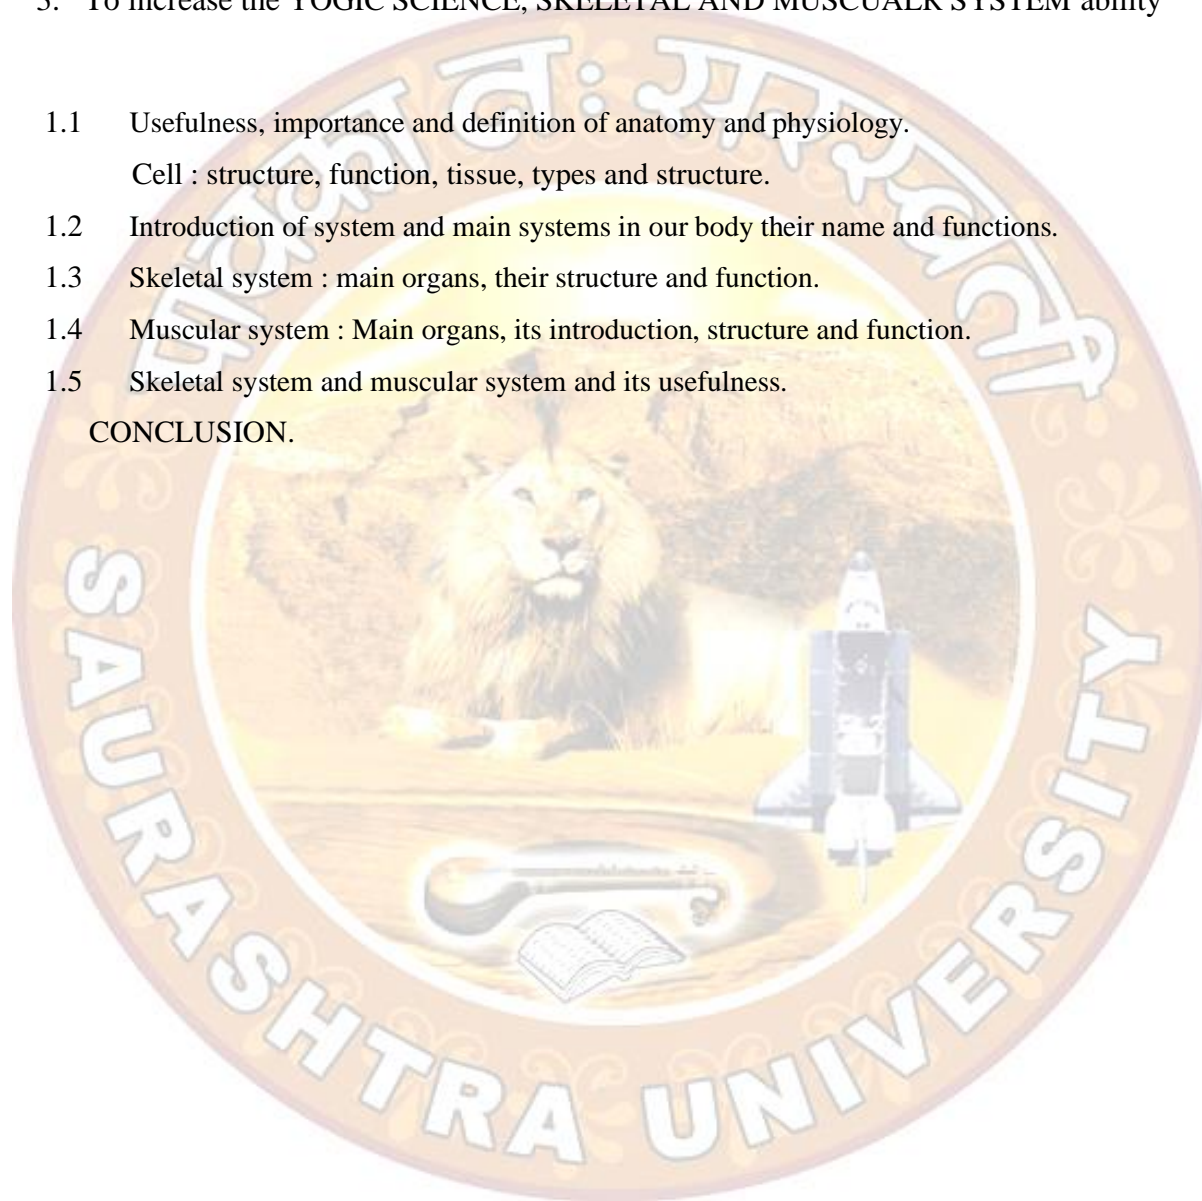 3. To increase the YOGIC SCIENCE, SKELETAL AND MUSCUALR SYSTEM ability
1.1 Usefulness, importance and definition of anatomy and physiology.
Cell : structure, function, tissue, types and structure.
1.2 Introduction of system and main systems in our body their name and functions.
1.3 Skeletal system : main organs, their structure and function.
1.4 Muscular system : Main organs, its introduction, structure and function.
1.5 Skeletal system and muscular system and its usefulness.
CONCLUSION.
पावका नः सरस्वती
SAURASHTRA UNIVERSITY